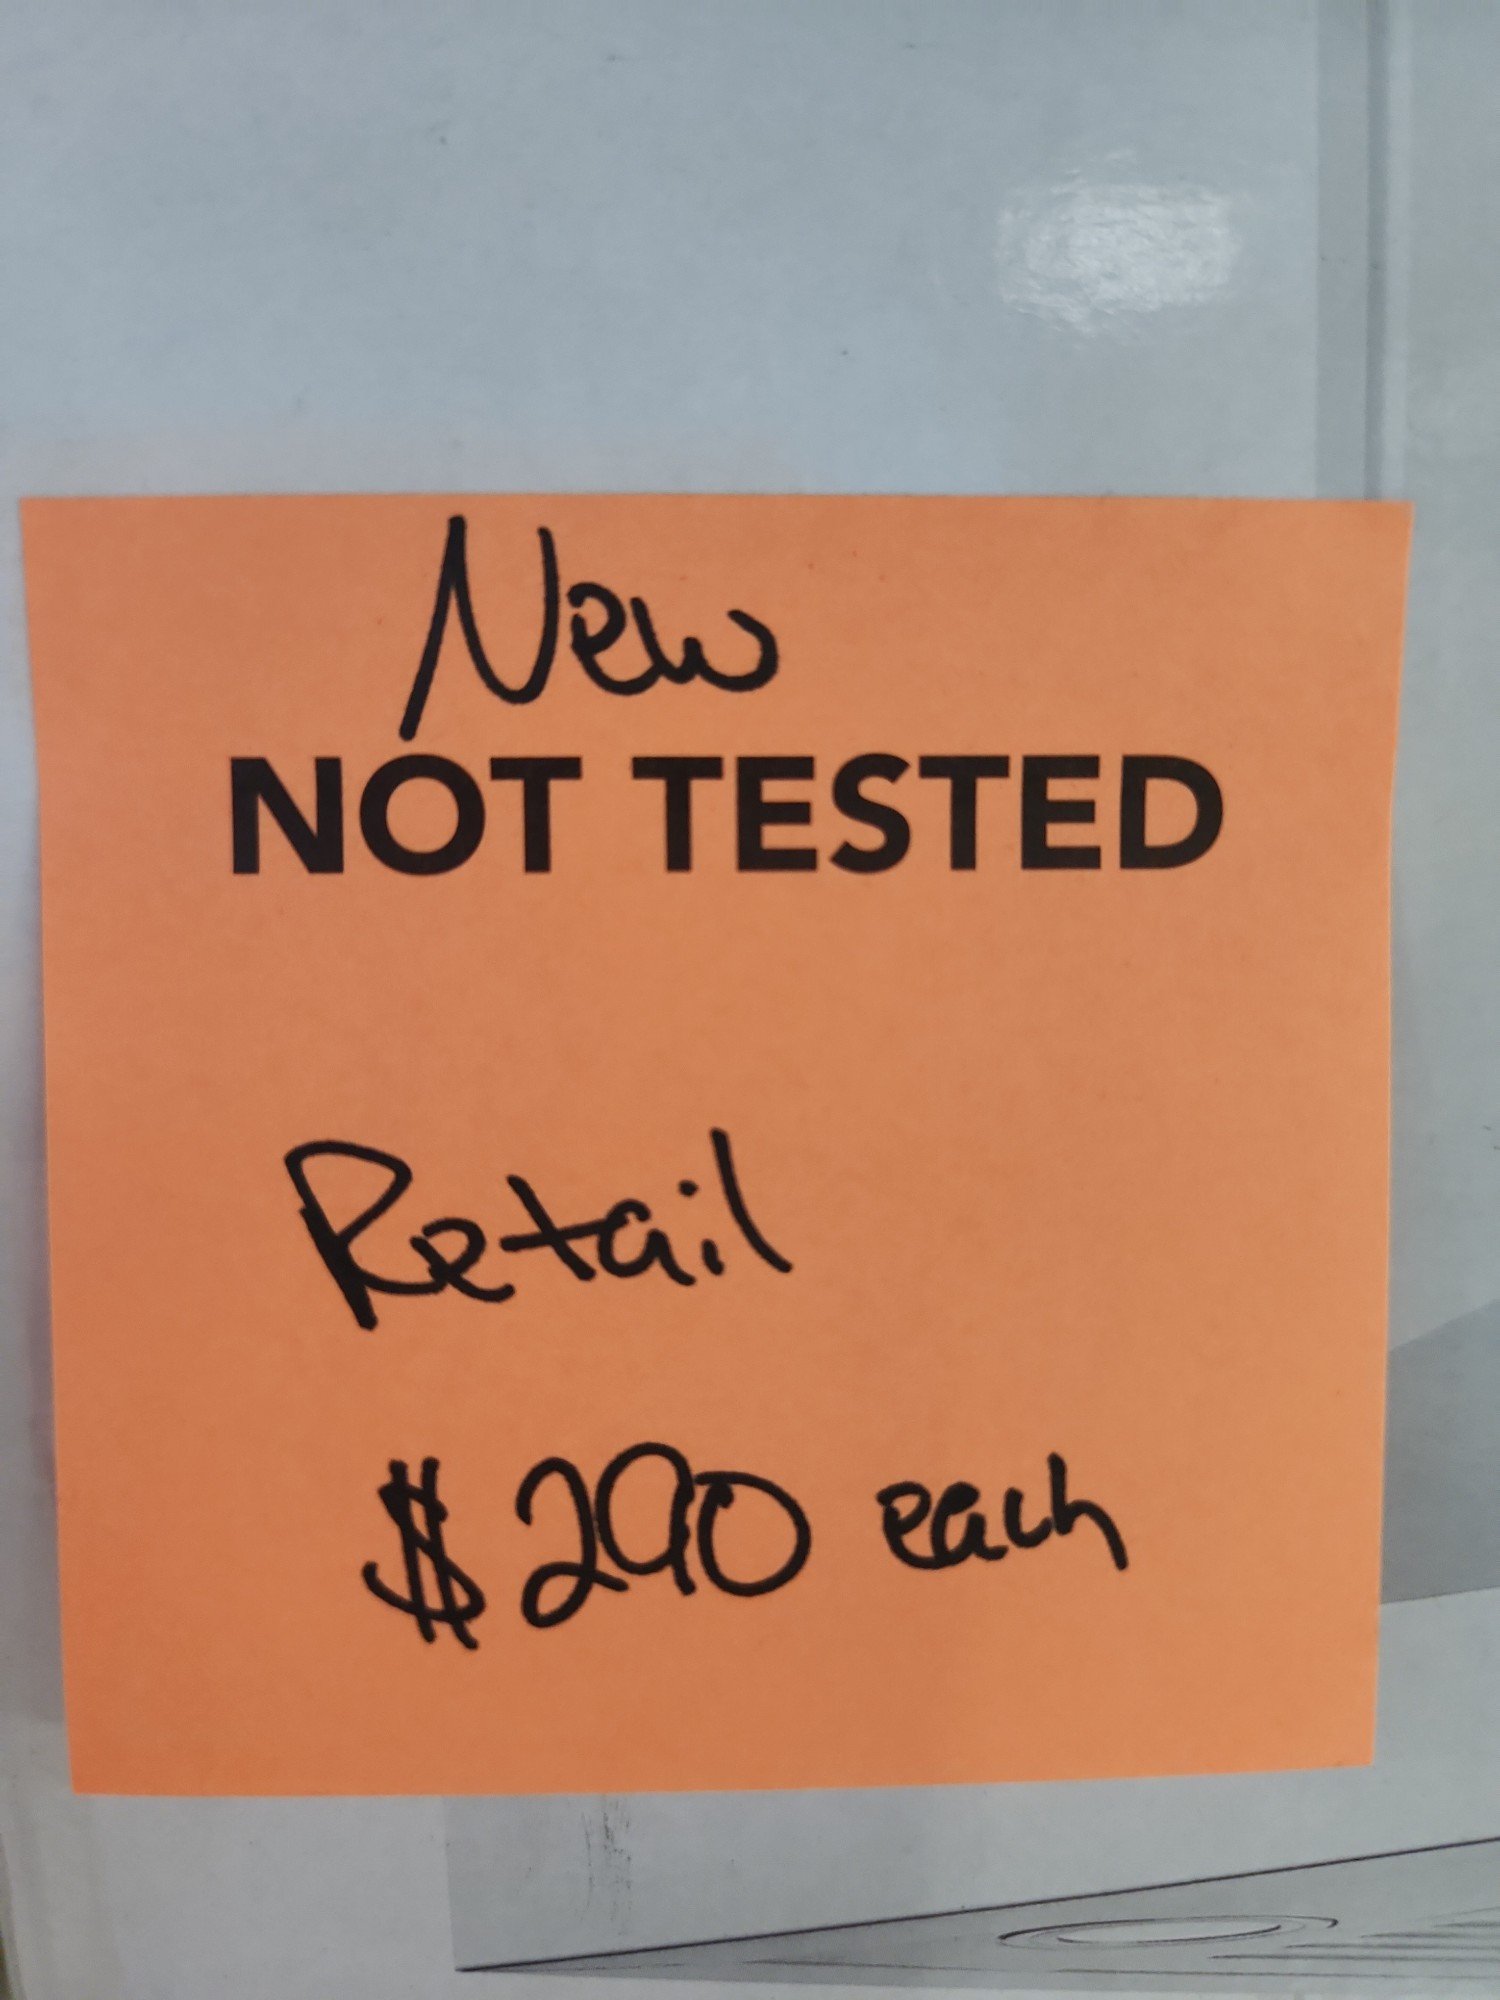 New
NOT TESTED
Retail
$290 each